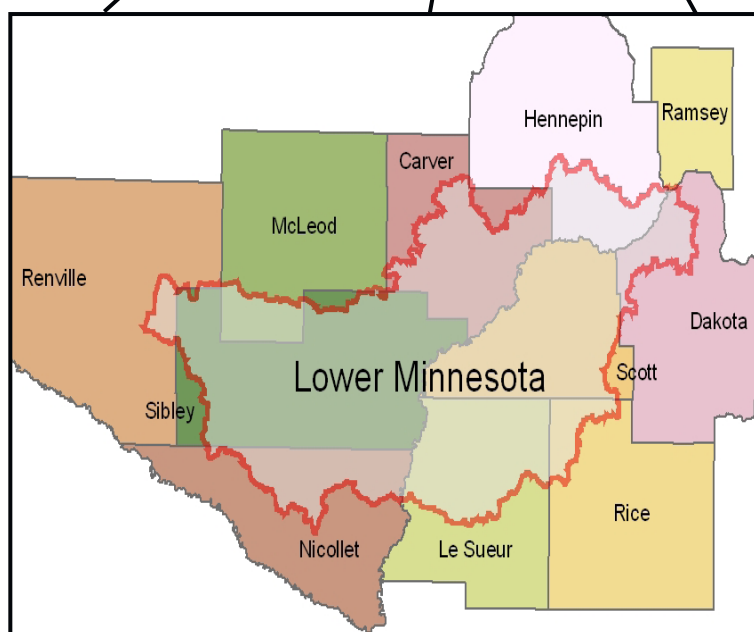 Hennepin
Ramsey
Carver
McLeod
Renville
Dakota
Lower Minnesota
Scott
Sibley
Rice
Nicollet
Le Sueur